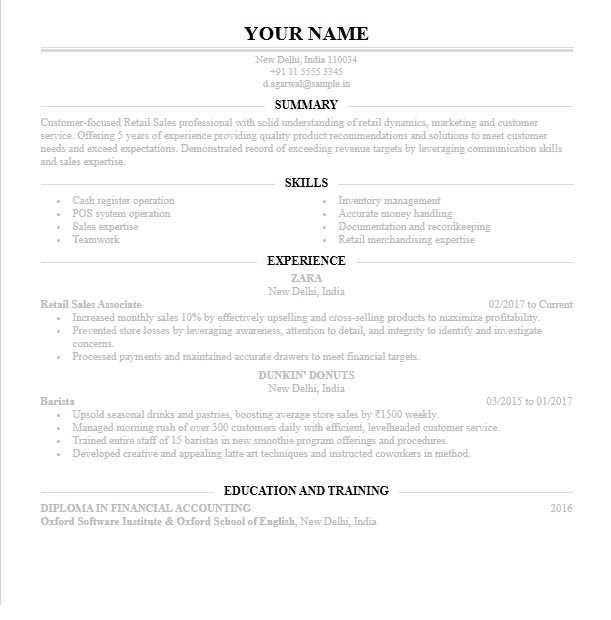 YOUR NAME
New Delhi, India 110034
+91 11 5555 3345
d.agarwal@sample.in
SUMMARY
Customer-focused Retail Sales professional with solid understanding of retail dynamics, marketing and customer
service. Offering 5 years of experience providing quality product recommendations and solutions to meet customer
needs and exceed expectations. Demonstrated record of exceeding revenue targets by leveraging communication skills
and sales expertise.
SKILLS
• Cash register operation
• POS system operation
• Sales expertise
• Teamwork
• Inventory management
• Accurate money handling
• Documentation and recordkeeping
• Retail merchandising expertise
EXPERIENCE
ZARA
New Delhi, India
Retail Sales Associate 02/2017 to Current
• Increased monthly sales 10% by effectively upselling and cross-selling products to maximize profitability.
• Prevented store losses by leveraging awareness, attention to detail, and integrity to identify and investigate
concerns.
• Processed payments and maintained accurate drawers to meet financial targets.
DUNKIN’ DONUTS
New Delhi, India
Barista 03/2015 to 01/2017
• Upsold seasonal drinks and pastries, boosting average store sales by ₹1500 weekly.
• Managed morning rush of over 300 customers daily with efficient, levelheaded customer service.
• Trained entire staff of 15 baristas in new smoothie program offerings and procedures.
• Developed creative and appealing latte art techniques and instructed coworkers in method.
EDUCATION AND TRAINING
DIPLOMA IN FINANCIAL ACCOUNTING 2016
Oxford Software Institute & Oxford School of English, New Delhi, India